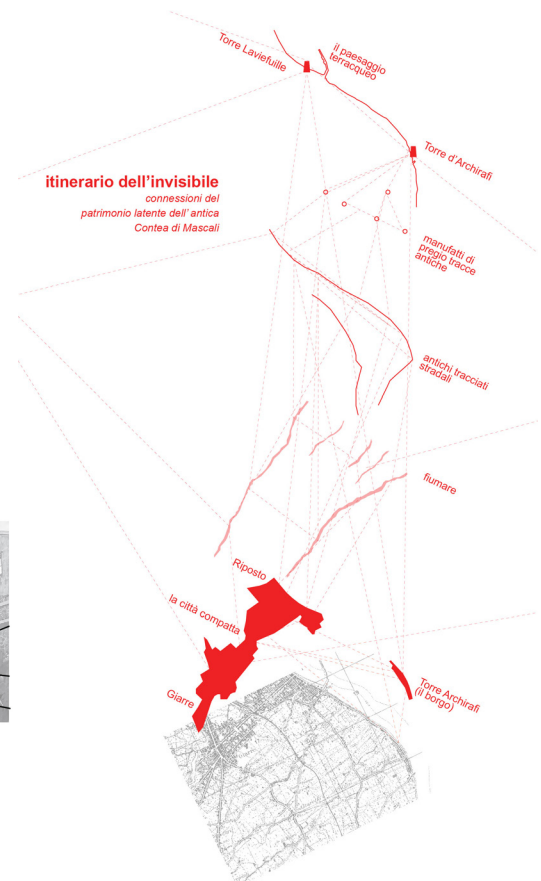 Torre Laviefuille
il paesaggio
terracqueo
Torre d'Archirafi
itinerario dell'invisibile
connessioni del
patrimonio latente dell' antica
Contea di Mascali
manufatti di
pregio tracce
antiche
antichi tracciati
stradali
fiumare
Riposto
la città compatta
Giarre
Torre Archirafi
(il borgo)